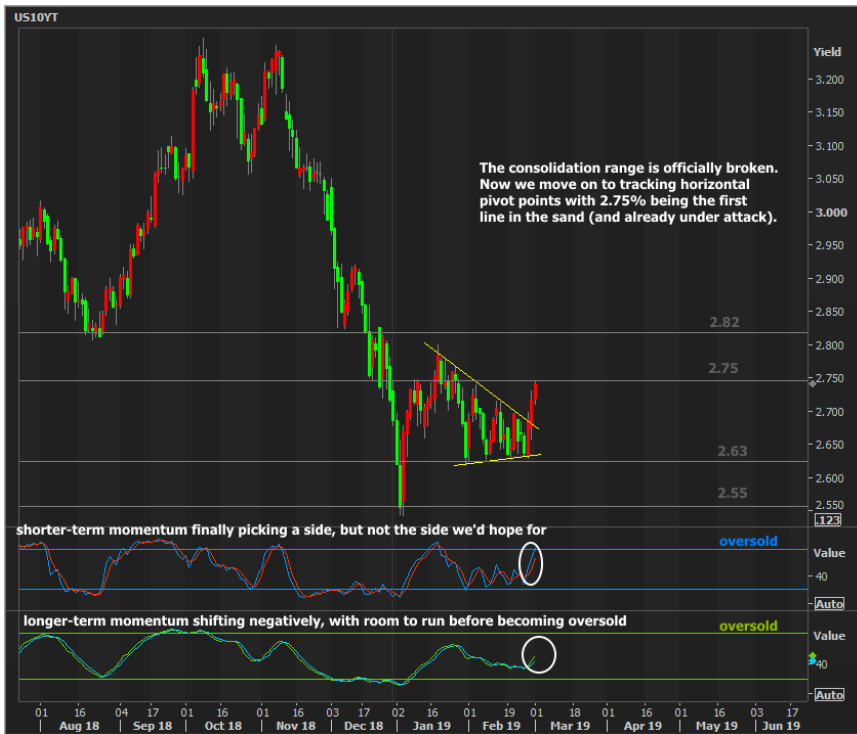 US10YT
Yield
3.200
3.150
3.100
The consolidation range is officially broken.
Now we move on to tracking horizontal
pivot points with 2.75% being the first
line in the sand (and already under attack).
3.050
3.000
2.950
2.900
2.850
2.82
2.800
2.75
2.750
2.700
2.650
2.63
2.600
2.55
2.550
.123
shorter-term momentum finally picking a side, but not the side we'd hope for
oversold
Value
40
Auto
longer-term momentum shifting negatively, with room to run before becoming oversold
oversold
Value
40
Auto
01 16 04 17 01 16 01 16 03 17 02 16 01 19 01 18 01 16 01 16 03 17
Aug 18 Sep 18 Oct 18 Nov 18 Dec 18 Jan 19 Feb 19 Mar 19 Apr 19 May 19 Jun 19